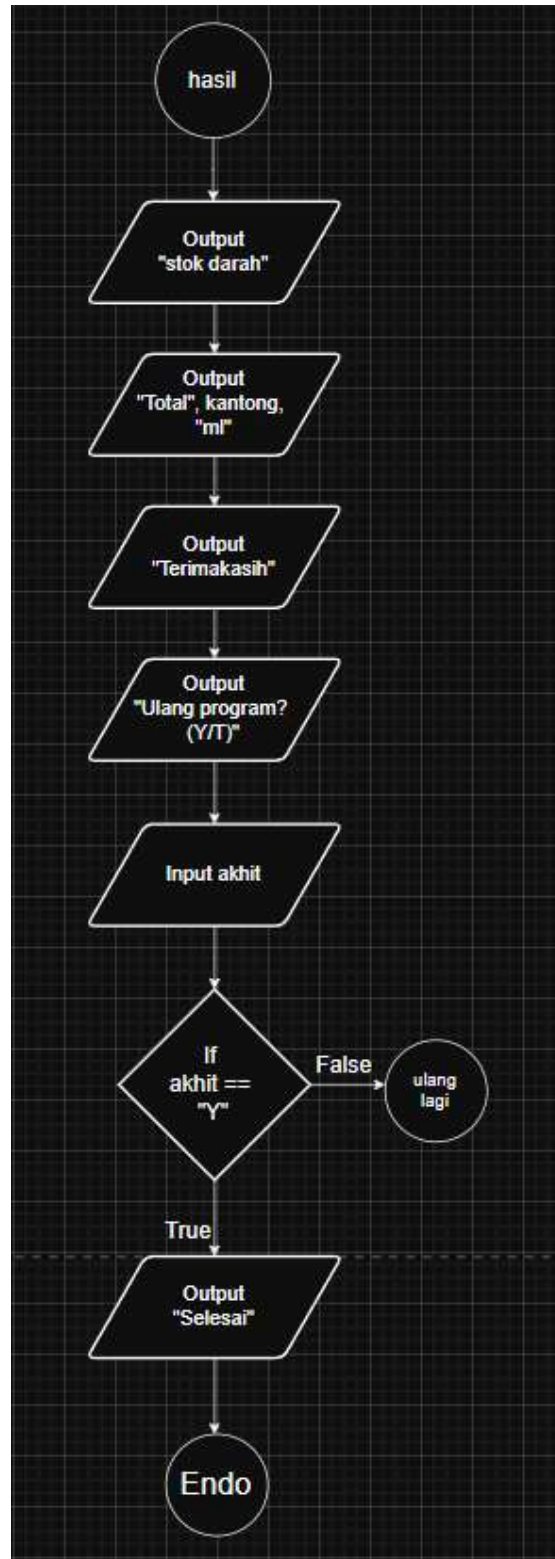 hasil
Output
"stok darah"
Output
"Total", kantong,
"ml"
Output
"Terimakasih"
Output
"Ulang program?
(Y/T)"
Input akhit
If
akhit ==
"Y"
False
ulang
lagi
True
Output
"Selesai"
Endo